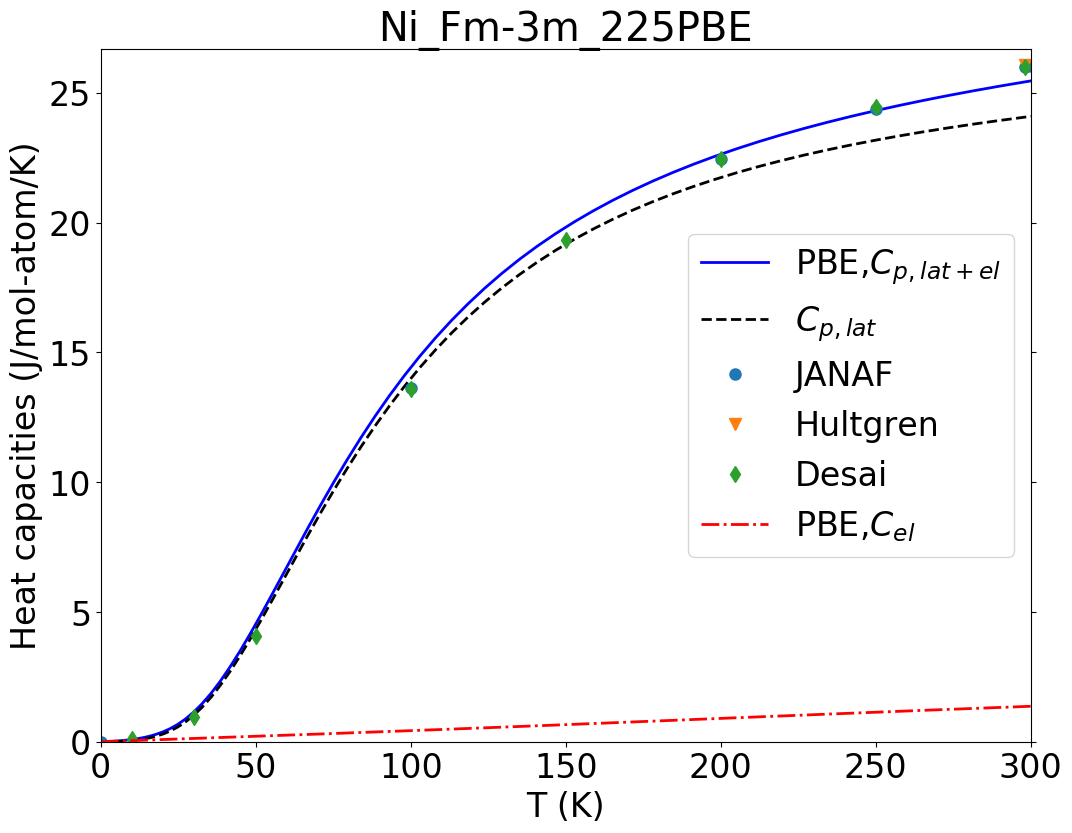 Ni_Fm-3m_225PBE
Heat capacities (J/mol-atom/K)
25
20
15
10
5
0
PBE,C_{p,lat+el}
C_{p,lat}
JANAF
Hultgren
Desai
PBE,C_{el}
0 50 100 150 200 250 300
T (K)